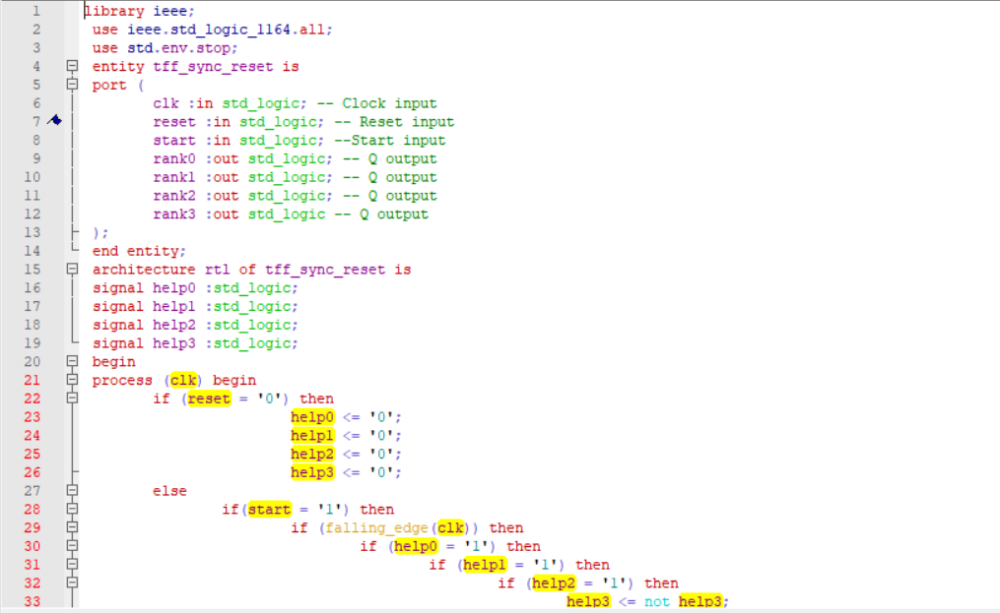 1 library ieee;
2 use ieee.std_logic_1164.all;
3 use std.env.stop;
4 entity tff_sync_reset is
5 port (
6 clk :in std_logic; -- Clock input
7 reset :in std_logic; -- Reset input
8 start :in std_logic; --Start input
9 rank0 :out std_logic; -- Q output
10 rank1 :out std_logic; -- Q output
11 rank2 :out std_logic; -- Q output
12 rank3 :out std_logic -- Q output
13 );
14 end entity;
15 architecture rtl of tff_sync_reset is
16 signal help0 :std_logic;
17 signal help1 :std_logic;
18 signal help2 :std_logic;
19 signal help3 :std_logic;
20 begin
21 process (clk) begin
22 if (reset = '0') then
23 help0 <= '0';
24 help1 <= '0';
25 help2 <= '0';
26 help3 <= '0';
27 else
28 if(start = '1') then
29 if (falling_edge(clk)) then
30 if (help0 = '1') then
31 if (help1 = '1') then
32 if (help2 = '1') then
33 help3 <= not help3;